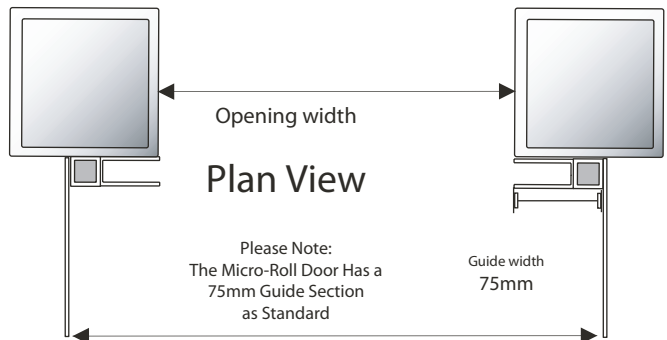 Opening width
Plan View
Please Note:
The Micro-Roll Door Has a
75mm Guide Section
as Standard
Guide width
75mm